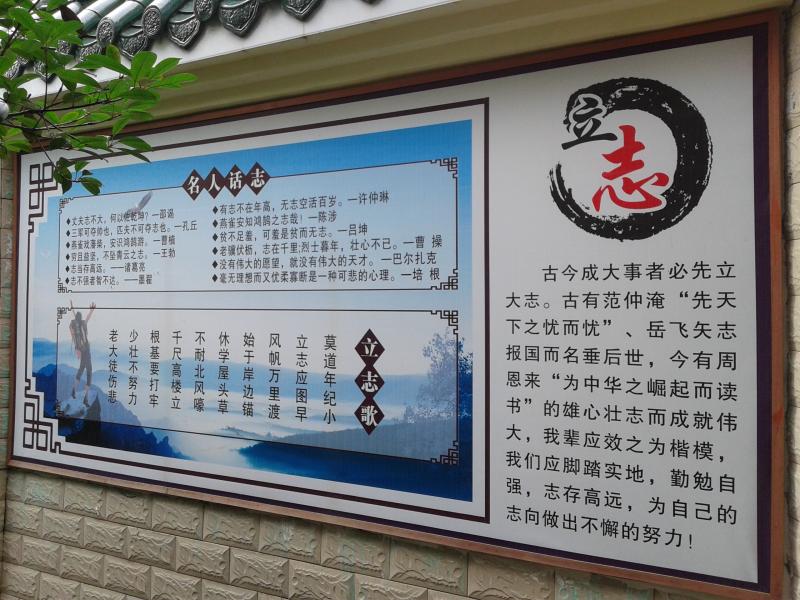 名人话志
◆丈夫志不大，何以佐乾坤？—邵谒
◆三军可夺帅也，匹夫不可夺志也。—孔丘
◆燕雀戏藩柴，安识鸿鹄游。—曹植
◆穷且益坚，不坠青云之志。—王勃
◆志当存高远。——诸葛亮
◆志不强者智不达。——墨翟
◆有志不在年高，无志空活百岁。—许仲琳
◆燕雀安知鸿鹄之志哉！—陈涉
◆贫不足羞，可羞是贫而无志。—吕坤
◆老骥伏枥，志在千里;烈士暮年，壮心不已。—曹 操
◆没有伟大的愿望，就没有伟大的天才。—巴尔扎克
◆毫无理想而又优柔寡断是一种可悲的心理。—培 根
立志歌
莫道年纪小
立志应图早
风帆万里渡
始于岸边锚
休学屋头草
不耐北风嚎
千尺高楼立
根基要打牢
少壮不努力
老大徒伤悲
立志
古今成大事者必先立
大志。古有范仲淹“先天
下之忧而忧”、岳飞矢志
报国而名垂后世，今有周
恩来“为中华之崛起而读
书”的雄心壮志而成就伟
大，我辈应效之为楷模，
我们应脚踏实地，勤勉自
强，志存高远，为自己的
志向做出不懈的努力！